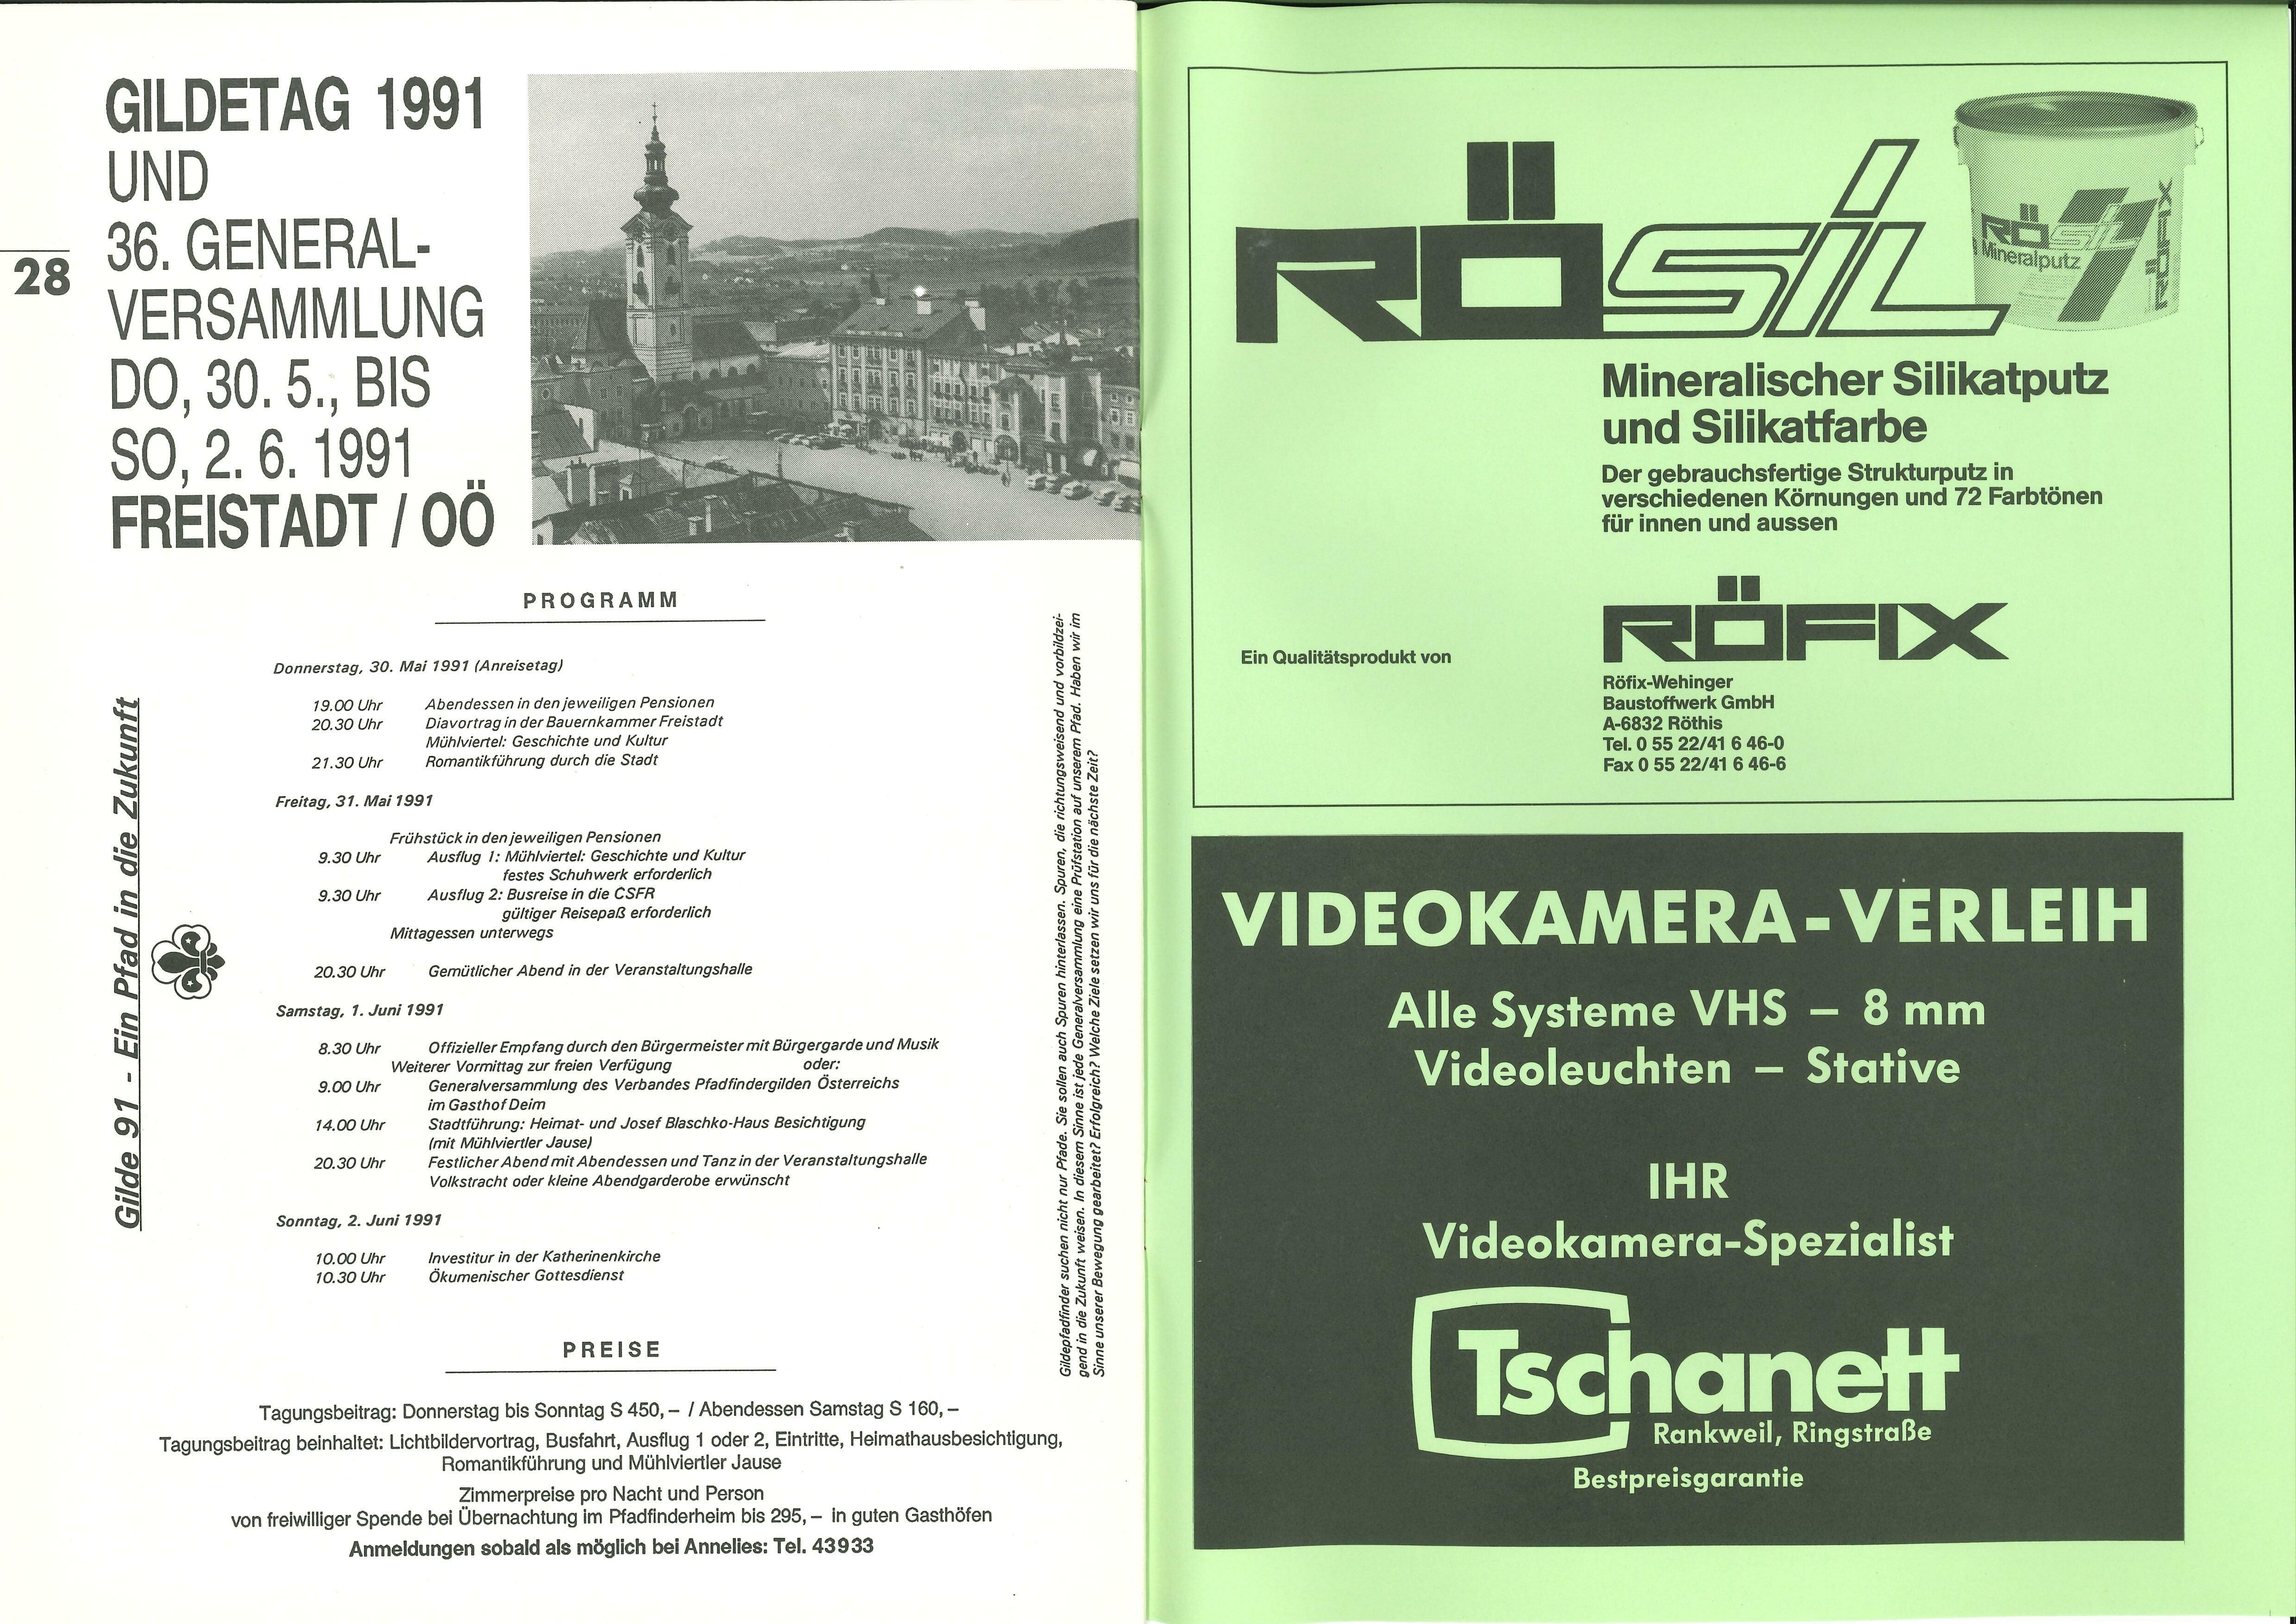 28
GILDETAG 1991
UND
36. GENERAL-
VERSAMMLUNG
DO, 30. 5., BIS
SO, 2. 6. 1991
FREISTADT / OÖ
PROGRAMM
Donnerstag, 30. Mai 1991 (Anreisetag)
19.00 Uhr Abendessen in den jeweiligen Pensionen
20.30 Uhr Diavortrag in der Bauernkammer Freistadt
Mühlviertel: Geschichte und Kultur
21.30 Uhr Romantikführung durch die Stadt
Freitag, 31. Mai 1991
Frühstück in den jeweiligen Pensionen
9.30 Uhr Ausflug 1: Mühlviertel: Geschichte und Kultur
festes Schuhwerk erforderlich
9.30 Uhr Ausflug 2: Busreise in die CSFR
gültiger Reisepaß erforderlich
Mittagessen unterwegs
20.30 Uhr Gemütlicher Abend in der Veranstaltungshalle
Samstag, 1. Juni 1991
8.30 Uhr Offizieller Empfang durch den Bürgermeister mit Bürgergarde und Musik
Weiterer Vormittag zur freien Verfügung oder:
9.00 Uhr Generalversammlung des Verbandes Pfadfindergilden Österreichs
im Gasthof Deim
14.00 Uhr Stadtführung: Heimat- und Josef Blaschko-Haus Besichtigung
(mit Mühlviertler Jause)
20.30 Uhr Festlicher Abend mit Abendessen und Tanz in der Veranstaltungshalle
Volkstracht oder kleine Abendgarderobe erwünscht
Sonntag, 2. Juni 1991
10.00 Uhr Investitur in der Katherinenkirche
10.30 Uhr Ökumenischer Gottesdienst
Gilde 91 - Ein Pfad in die Zukunft
Gildepfadfinder suchen nicht nur Pfade. Sie sollen auch Spuren hinterlassen. Spuren, die richtungsweisend und vorbildzei-
gend in die Zukunft weisen. In diesem Sinne ist jede Generalversammlung eine Prüfstation auf unserem Pfad. Haben wir im
Sinne unserer Bewegung gearbeitet? Erfolgreich? Welche Ziele setzen wir uns für die nächste Zeit?
PREISE
Tagungsbeitrag: Donnerstag bis Sonntag S 450,– / Abendessen Samstag S 160,–
Tagungsbeitrag beinhaltet: Lichtbildervortrag, Busfahrt, Ausflug 1 oder 2, Eintritte, Heimathausbesichtigung,
Romantikführung und Mühlviertler Jause
Zimmerpreise pro Nacht und Person
von freiwilliger Spende bei Übernachtung im Pfadfinderheim bis 295,– in guten Gasthöfen
Anmeldungen sobald als möglich bei Annelies: Tel. 43933
RÖSIL
RÖSIL
Mineralputz
RÖFIX
Mineralischer Silikatputz
und Silikatfarbe
Der gebrauchsfertige Strukturputz in
verschiedenen Körnungen und 72 Farbtönen
für innen und aussen
Ein Qualitätsprodukt von
RÖFIX
Röfix-Wehinger
Baustoffwerk GmbH
A-6832 Röthis
Tel. 0 55 22/41 6 46-0
Fax 0 55 22/41 6 46-6
VIDEOKAMERA-VERLEIH
Alle Systeme VHS – 8 mm
Videoleuchten – Stative
IHR
Videokamera-Spezialist
Tschanett
Rankweil, Ringstraße
Bestpreisgarantie